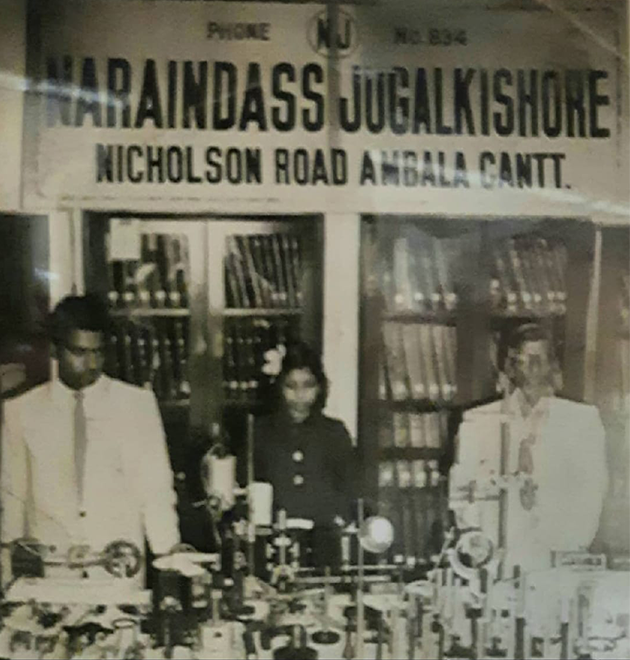 PHONE NJ No. 834
NARAINDASS JUGALKISHORE
NICHOLSON ROAD AMBALA CANTT.